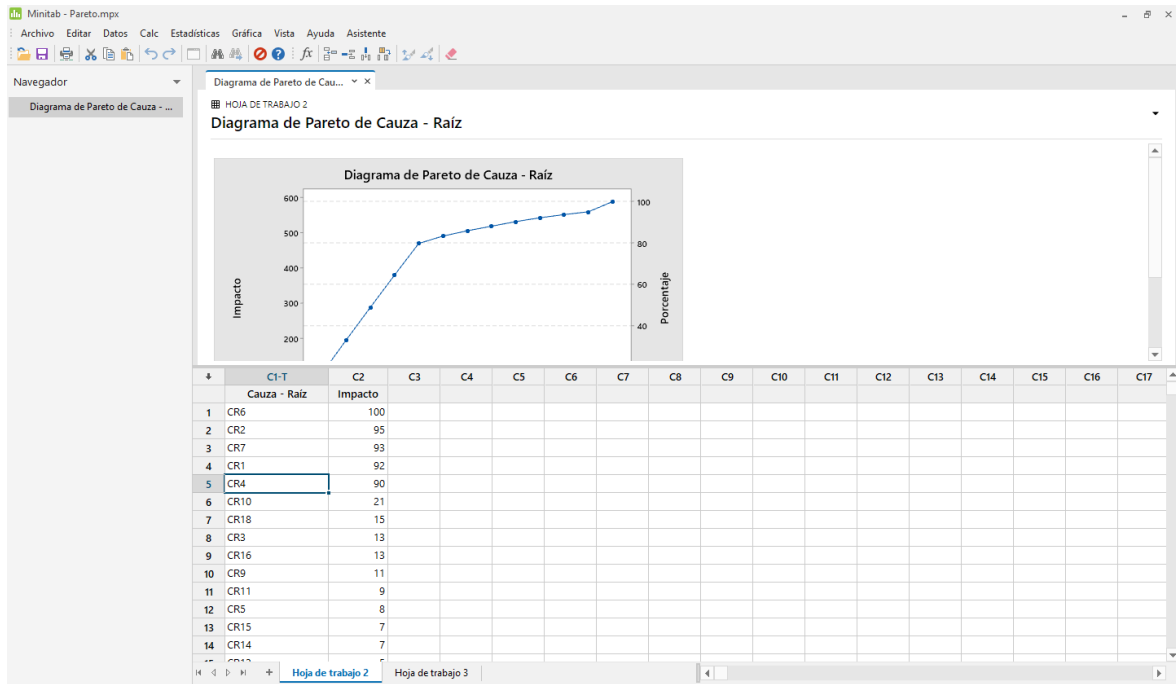 Minitab - Pareto.mpx
Archivo Editar Datos Calc Estadísticas Gráfica Vista Ayuda Asistente
fx
Navegador
Diagrama de Pareto de Cauza - ...
Diagrama de Pareto de Cau...
HOJA DE TRABAJO 2
Diagrama de Pareto de Cauza - Raíz
Diagrama de Pareto de Cauza - Raíz
600
500
400
300
200
Impacto
100
80
60
40
Porcentaje
C1-T C2 C3 C4 C5 C6 C7 C8 C9 C10 C11 C12 C13 C14 C15 C16 C17
Cauza - Raíz Impacto
1 CR6 100
2 CR2 95
3 CR7 93
4 CR1 92
5 CR4 90
6 CR10 21
7 CR18 15
8 CR3 13
9 CR16 13
10 CR9 11
11 CR11 9
12 CR5 8
13 CR15 7
14 CR14 7
Hoja de trabajo 2 Hoja de trabajo 3